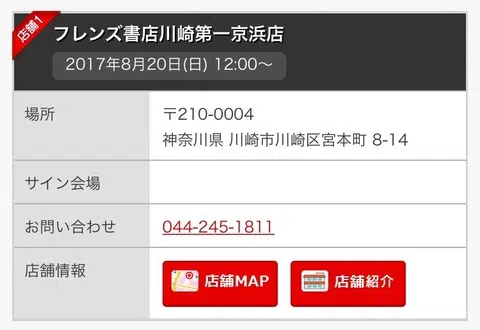 店舗1
フレンズ書店川崎第一京浜店
2017年8月20日(日) 12:00〜
場所
〒210-0004
神奈川県 川崎市川崎区宮本町 8-14
サイン会場
お問い合わせ
044-245-1811
店舗情報
店舗MAP
店舗紹介